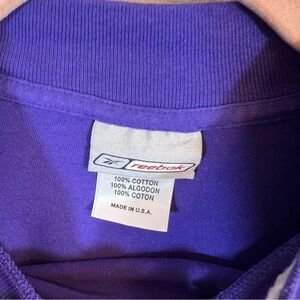 Reebok
100% COTTON
100% ALGODON
100% COTON
MADE IN U.S.A.